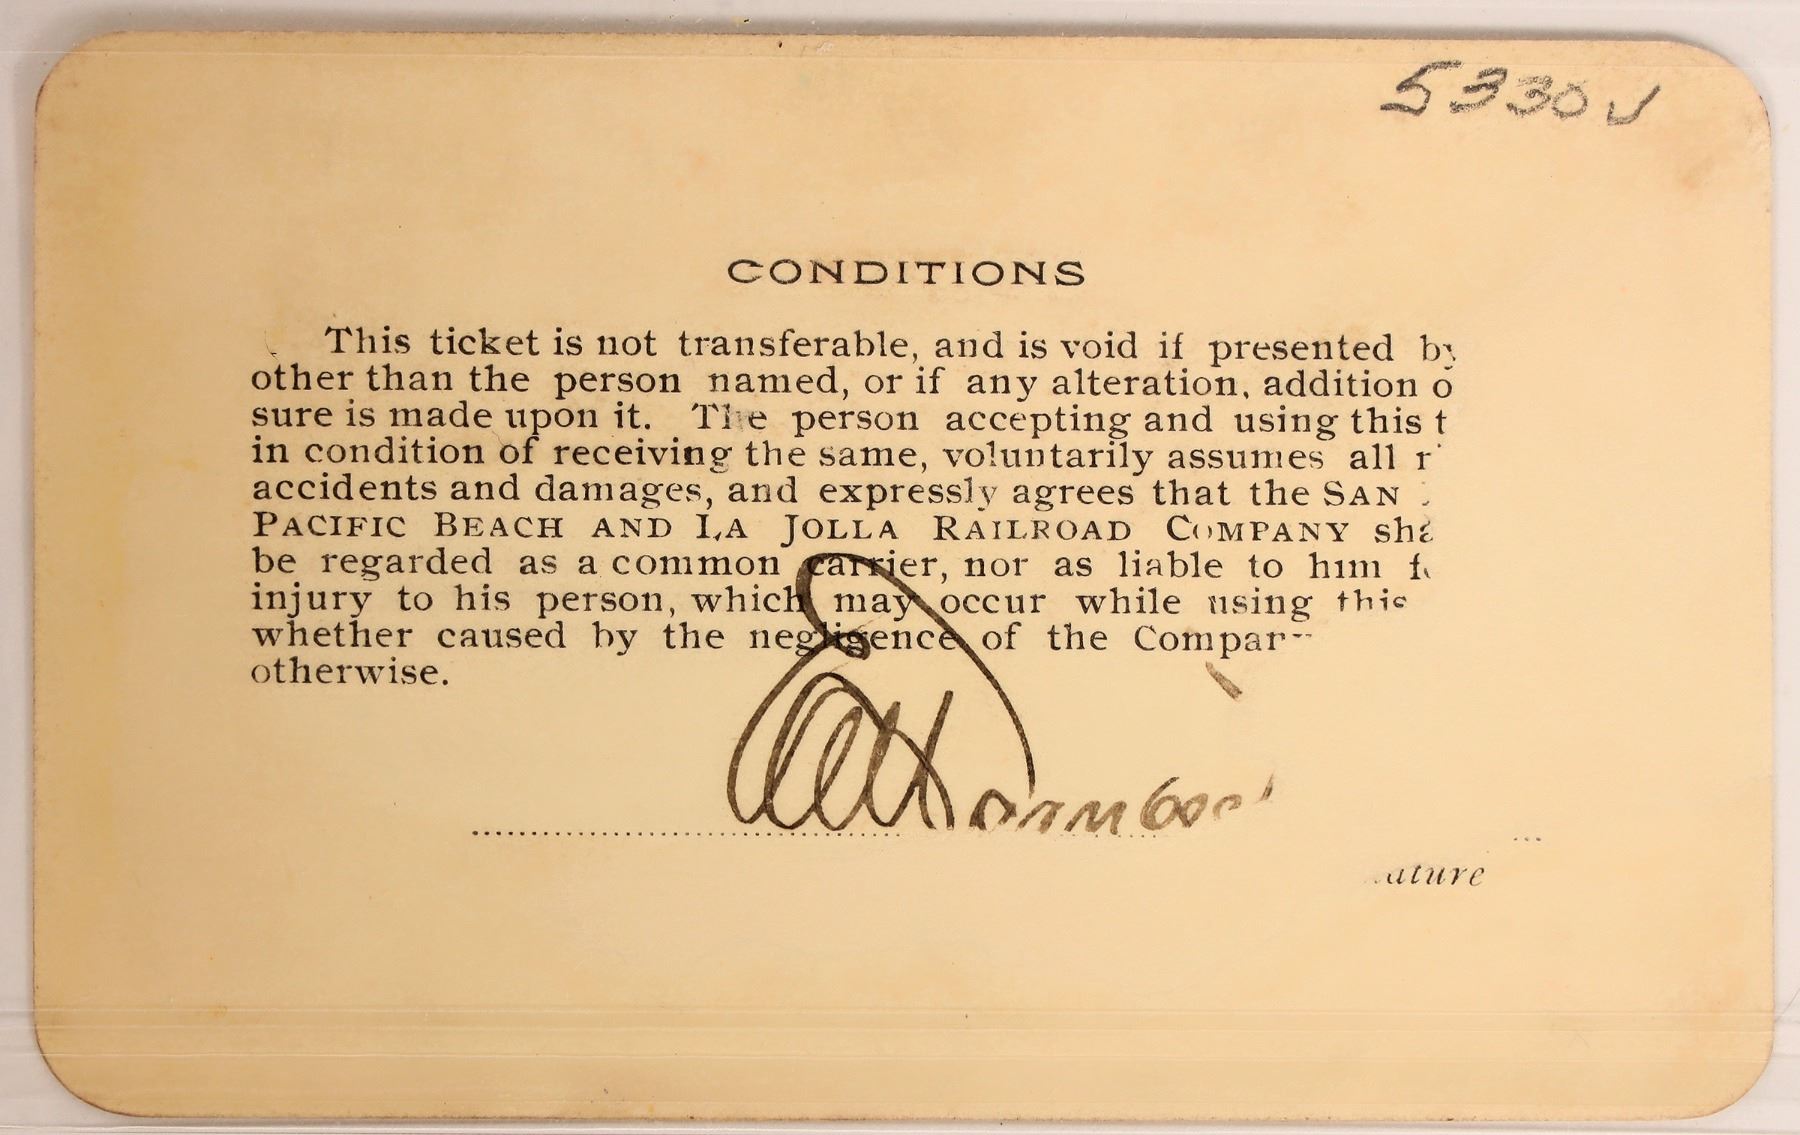 5330 J
CONDITIONS
This ticket is not transferable, and is void if presented by
other than the person named, or if any alteration, addition
sure is made upon it. The person accepting and using this
in condition of receiving the same, voluntarily assumes all
accidents and damages, and expressly agrees that the SAN
PACIFIC BEACH AND LA JOLLA RAILROAD COMPANY
be regarded as a common carrier, nor as liable to him
injury to his person, which may occur while using this
whether caused by the negligence of the
otherwise.
ature